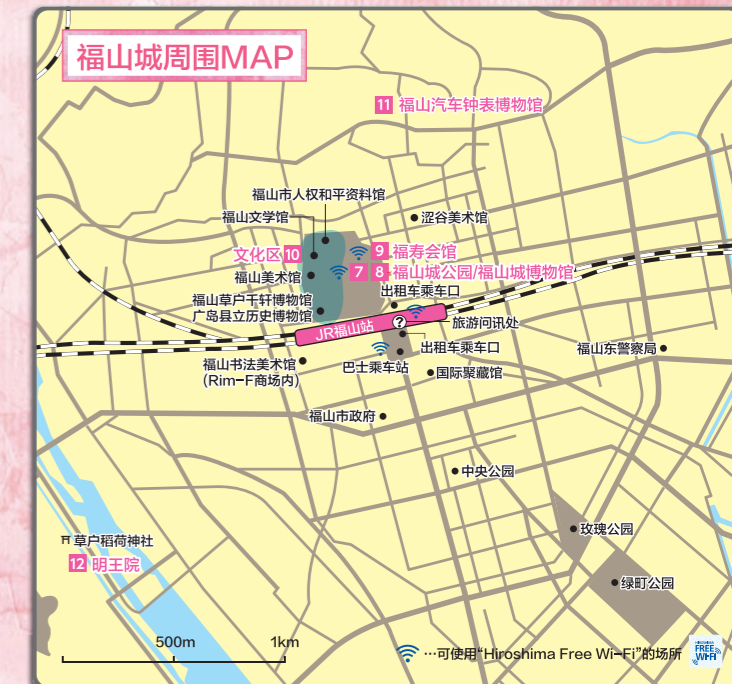 福山城周围MAP
11 福山汽车钟表博物馆
福山市人权和平资料馆
福山文学馆
涩谷美术馆
文化区 10
9 福寿会馆
福山美术馆
7 8 福山城公园/福山城博物馆
出租车乘车口
福山草户千轩博物馆
广岛县立历史博物馆
JR福山站
?
旅游问讯处
福山书法美术馆
(Rim-F商场内)
巴士乘车站
出租车乘车口
福山东警察局
国际聚藏馆
福山市政府
中央公园
玫瑰公园
草户稻荷神社
12 明王院
绿町公园
500m
1km
…可使用“Hiroshima Free Wi-Fi”的场所
HIROSHIMA
FREE
Wi-Fi